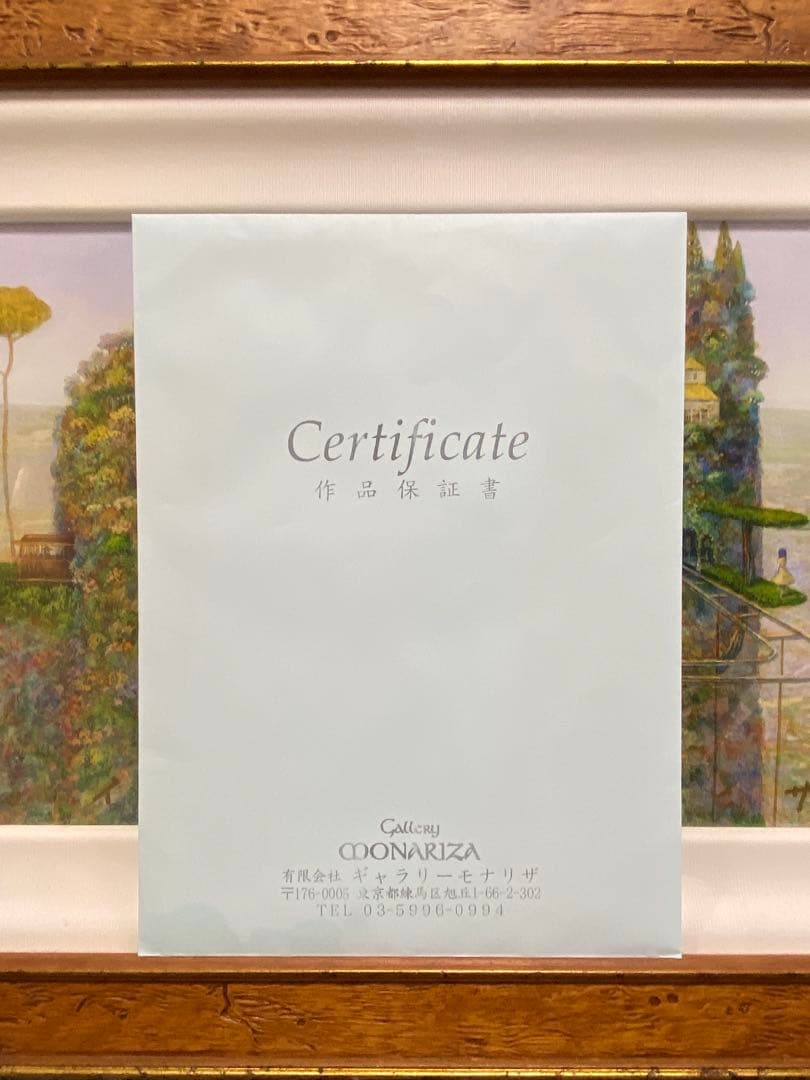 Certificate
作品保証書
Gallery
MONARIZA
有限会社 ギャラリーモナリザ
〒176-0005 東京都練馬区旭丘1-66-2-302
TEL 03-5996-0994